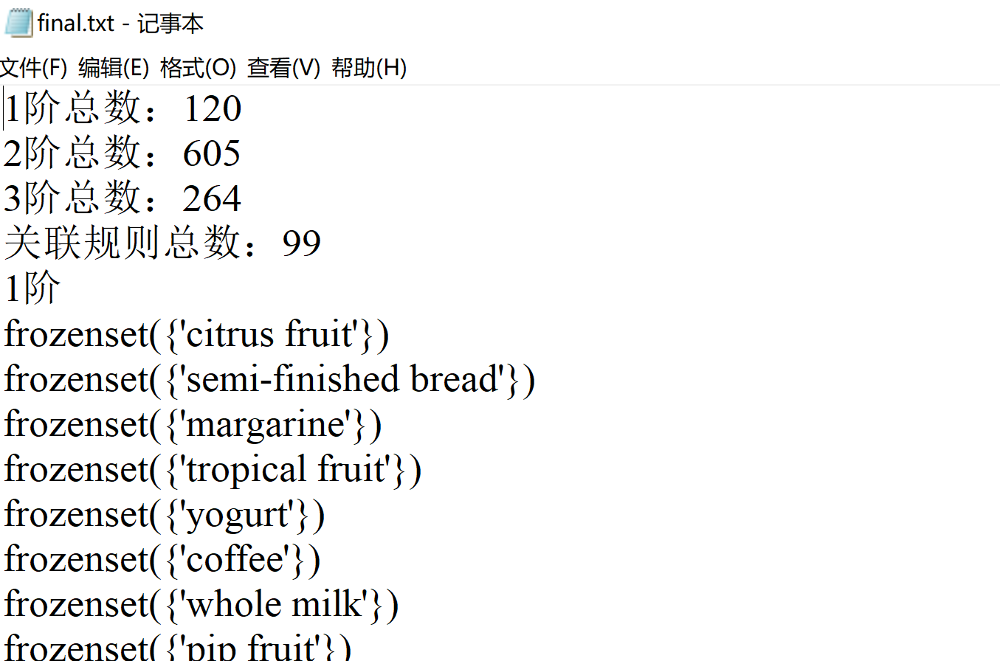 final.txt - 记事本
文件(F) 编辑(E) 格式(O) 查看(V) 帮助(H)
1阶总数：120
2阶总数：605
3阶总数：264
关联规则总数：99
1阶
frozenset({'citrus fruit'})
frozenset({'semi-finished bread'})
frozenset({'margarine'})
frozenset({'tropical fruit'})
frozenset({'yogurt'})
frozenset({'coffee'})
frozenset({'whole milk'})
frozenset({'pip fruit'})